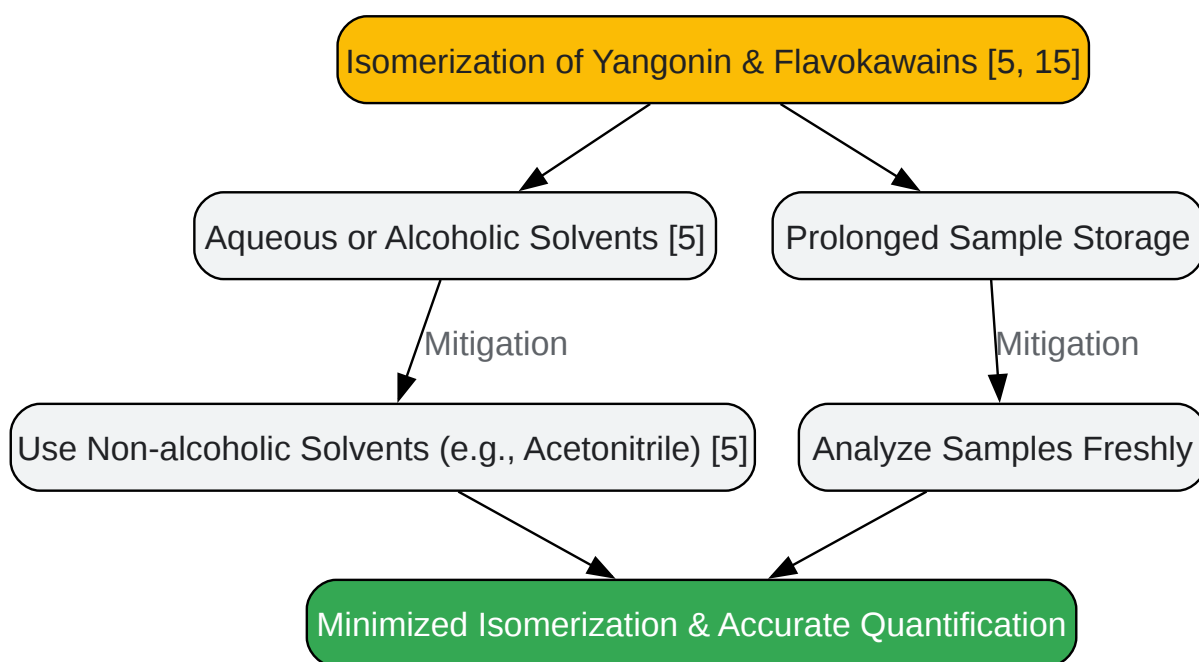 Isomerization of Yangonin & Flavokawains [5, 15]
Aqueous or Alcoholic Solvents [5]
Prolonged Sample Storage
Mitigation
Mitigation
Use Non-alcoholic Solvents (e.g., Acetonitrile) [5]
Analyze Samples Freshly
Minimized Isomerization & Accurate Quantification